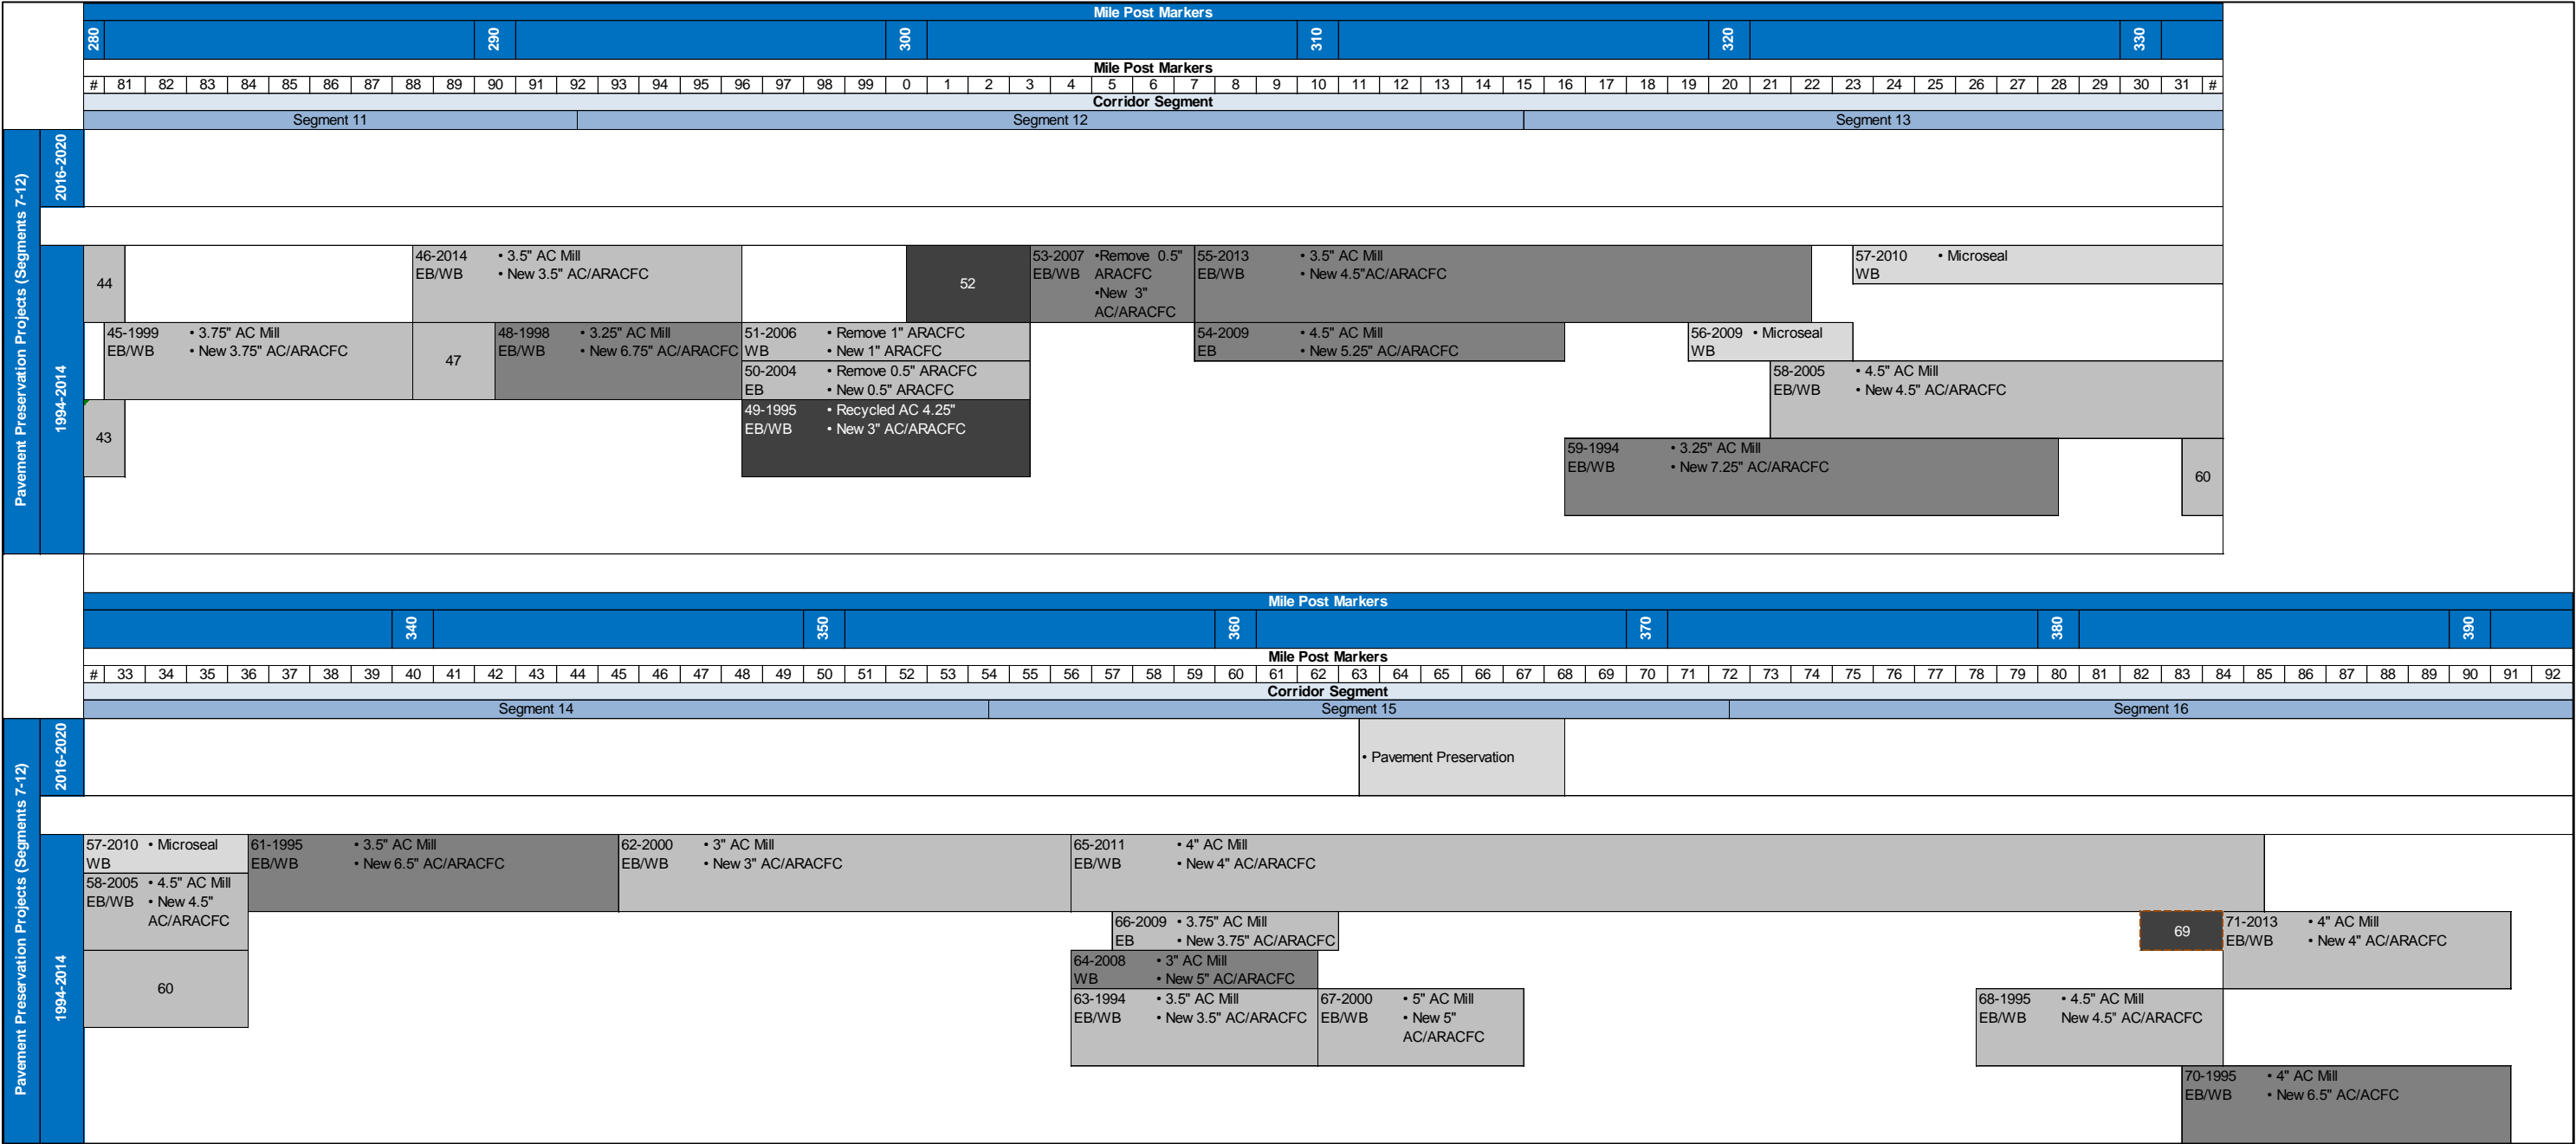 Mile Post Markers
280 290 300 310 320 330
Mile Post Markers
# 81 82 83 84 85 86 87 88 89 90 91 92 93 94 95 96 97 98 99 0 1 2 3 4 5 6 7 8 9 10 11 12 13 14 15 16 17 18 19 20 21 22 23 24 25 26 27 28 29 30 31 #
Corridor Segment
Segment 11 Segment 12 Segment 13
Pavement Preservation Projects (Segments 7-12)
2016-2020
1994-2014
44
46-2014 • 3.5" AC Mill
EB/WB • New 3.5" AC/ARACFC
52
53-2007 •Remove 0.5"
EB/WB ARACFC
•New 3"
AC/ARACFC
55-2013 • 3.5" AC Mill
EB/WB • New 4.5"AC/ARACFC
57-2010 • Microseal
WB
45-1999 • 3.75" AC Mill
EB/WB • New 3.75" AC/ARACFC
47
48-1998 • 3.25" AC Mill
EB/WB • New 6.75" AC/ARACFC
51-2006 • Remove 1" ARACFC
WB • New 1" ARACFC
54-2009 • 4.5" AC Mill
EB • New 5.25" AC/ARACFC
56-2009 • Microseal
WB
50-2004 • Remove 0.5" ARACFC
EB • New 0.5" ARACFC
58-2005 • 4.5" AC Mill
EB/WB • New 4.5" AC/ARACFC
43
49-1995 • Recycled AC 4.25"
EB/WB • New 3" AC/ARACFC
59-1994 • 3.25" AC Mill
EB/WB • New 7.25" AC/ARACFC
60
Mile Post Markers
340 350 360 370 380 390
Mile Post Markers
# 33 34 35 36 37 38 39 40 41 42 43 44 45 46 47 48 49 50 51 52 53 54 55 56 57 58 59 60 61 62 63 64 65 66 67 68 69 70 71 72 73 74 75 76 77 78 79 80 81 82 83 84 85 86 87 88 89 90 91 92
Corridor Segment
Segment 14 Segment 15 Segment 16
Pavement Preservation Projects (Segments 7-12)
2016-2020
• Pavement Preservation
1994-2014
57-2010 • Microseal
WB
61-1995 • 3.5" AC Mill
EB/WB • New 6.5" AC/ARACFC
62-2000 • 3" AC Mill
EB/WB • New 3" AC/ARACFC
65-2011 • 4" AC Mill
EB/WB • New 4" AC/ARACFC
58-2005 • 4.5" AC Mill
EB/WB • New 4.5"
AC/ARACFC
66-2009 • 3.75" AC Mill
EB • New 3.75" AC/ARACFC
69
71-2013 • 4" AC Mill
EB/WB • New 4" AC/ARACFC
60
64-2008 • 3" AC Mill
WB • New 5" AC/ARACFC
63-1994 • 3.5" AC Mill
EB/WB • New 3.5" AC/ARACFC
67-2000 • 5" AC Mill
EB/WB • New 5"
AC/ARACFC
68-1995 • 4.5" AC Mill
EB/WB New 4.5" AC/ARACFC
70-1995 • 4" AC Mill
EB/WB • New 6.5" AC/ACFC